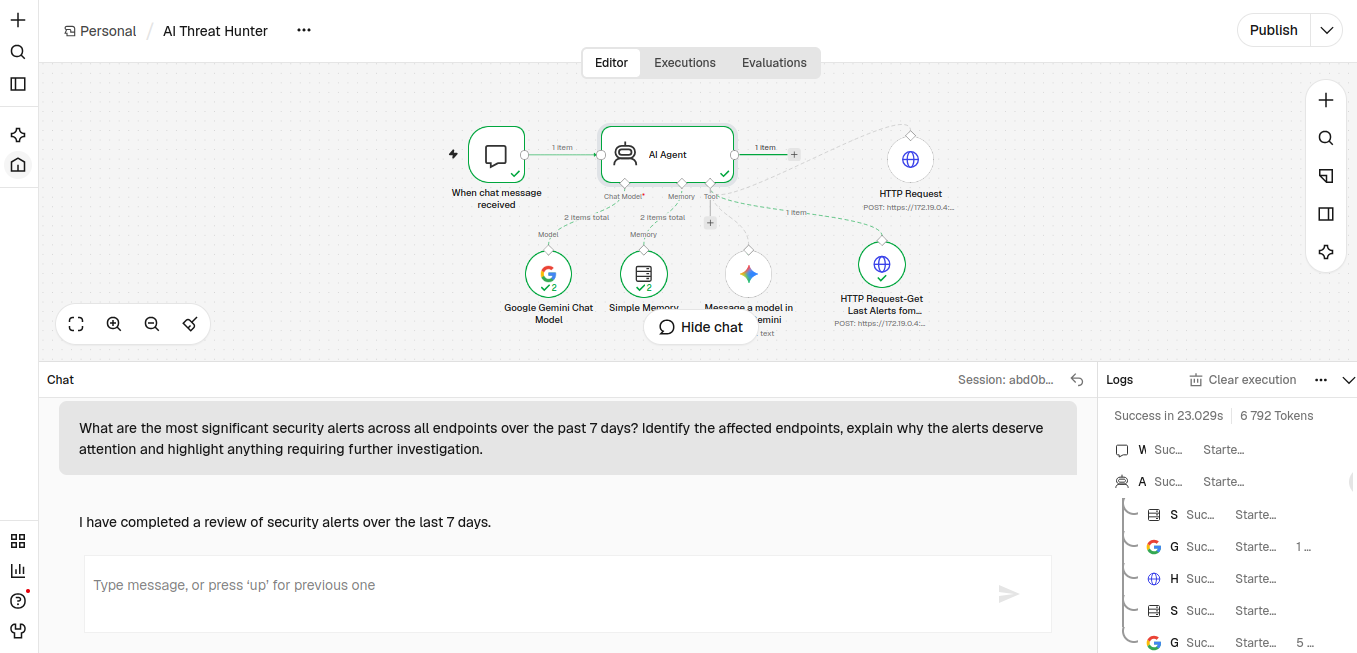 Personal / AI Threat Hunter ...
Publish
Editor Executions Evaluations
1 item
AI Agent
1 item
When chat message
received
Chat Model* Memory Tool
HTTP Request
POST: https://172.19.0.4:...
2 items total
2 items total
1 item
Model
Memory
2
2
Google Gemini Chat
Model
Simple Memory
Message a model in
emini
text
HTTP Request-Get
Last Alerts fom...
POST: https://172.19.0.4:...
Hide chat
Chat
Session: abd0b...
What are the most significant security alerts across all endpoints over the past 7 days? Identify the affected endpoints, explain why the alerts deserve
attention and highlight anything requiring further investigation.
I have completed a review of security alerts over the last 7 days.
Type message, or press ‘up’ for previous one
Logs Clear execution ...
Success in 23.029s 6 792 Tokens
W Suc... Starte...
A Suc... Starte...
S Suc... Starte...
G Suc... Starte... 1 ...
H Suc... Starte...
S Suc... Starte...
G Suc... Starte... 5 ...